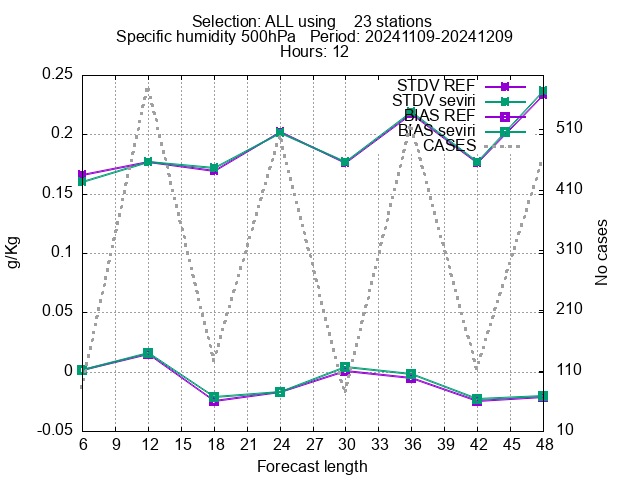 Selection: ALL using    23 stations
Specific humidity 500hPa   Period: 20241109-20241209
Hours: 12
STDV REF
STDV seviri
BIAS REF
BIAS seviri
CASES
0.25
0.2
0.15
0.1
0.05
0
-0.05
g/Kg
510
410
310
210
110
10
No cases
6 9 12 15 18 21 24 27 30 33 36 39 42 45 48
Forecast length